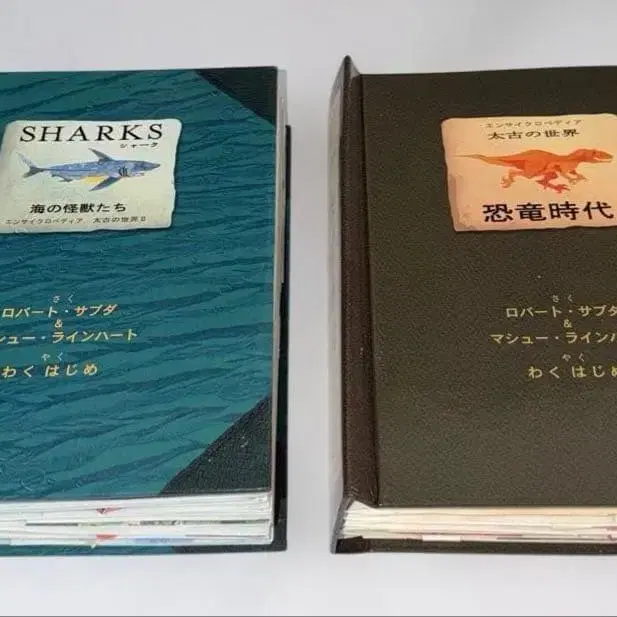 SHARKS
シャーク
海の怪獣たち
エンサイクロペディア 太古の世界Ⅱ
さく
ロバート・サブダ
&
シュー・ラインハート
やく
わく はじめ
エンサイクロペディア
太古の世界
恐竜時代
さく
ロバート・サブダ
&
マシュー・ラインハ
やく
わく はじめ